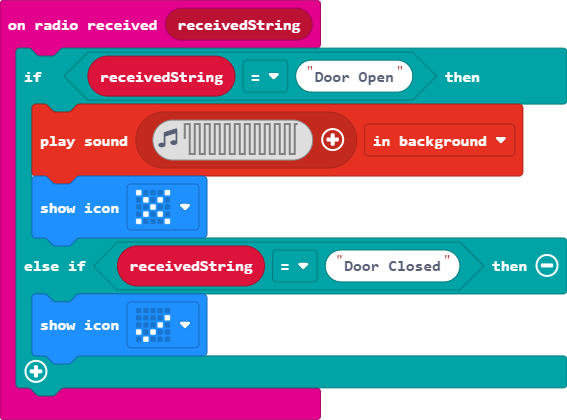 on radio received receivedString
if receivedString = "Door Open" then
play sound in background
show icon
else if receivedString = "Door Closed" then
show icon